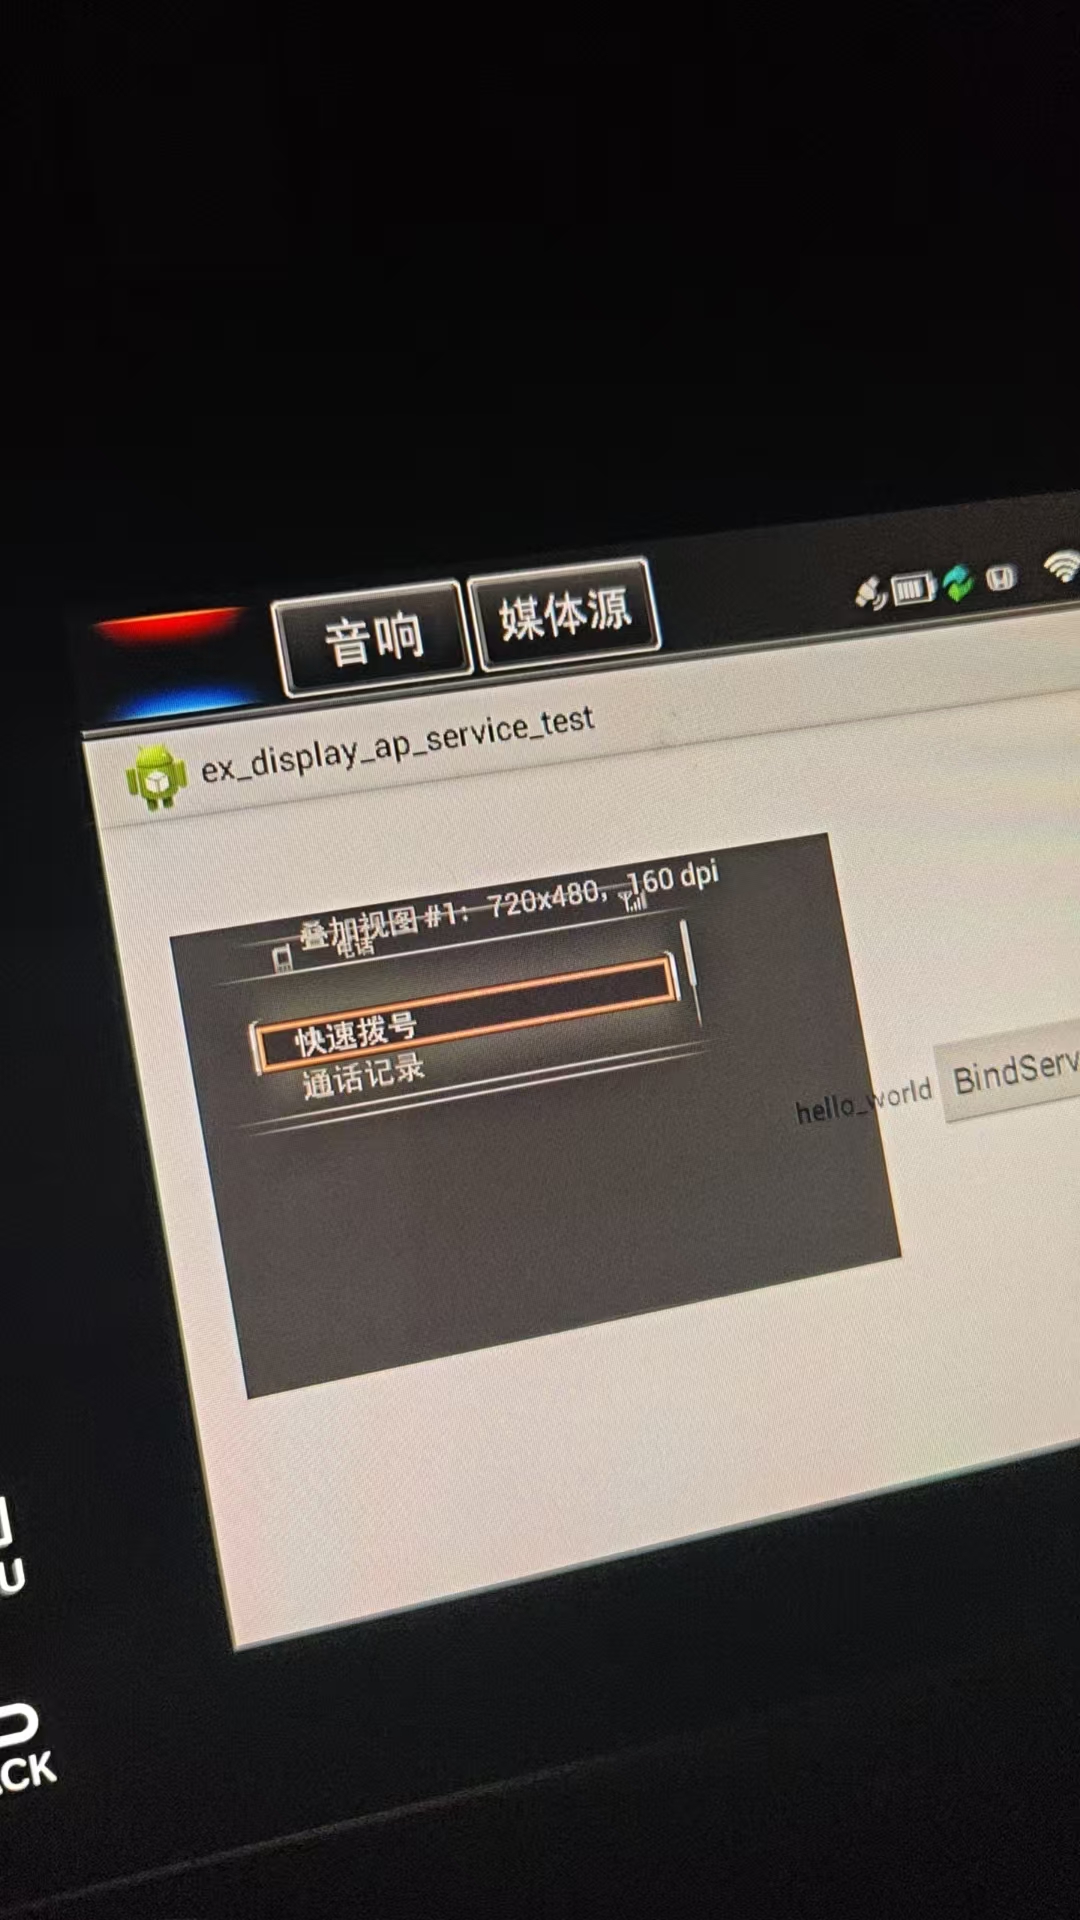 音响
媒体源
ex_display_ap_service_test
叠加视图 #1：720x480，160 dpi
电话
快速拨号
通话记录
hello_world
BindServ
U
CK